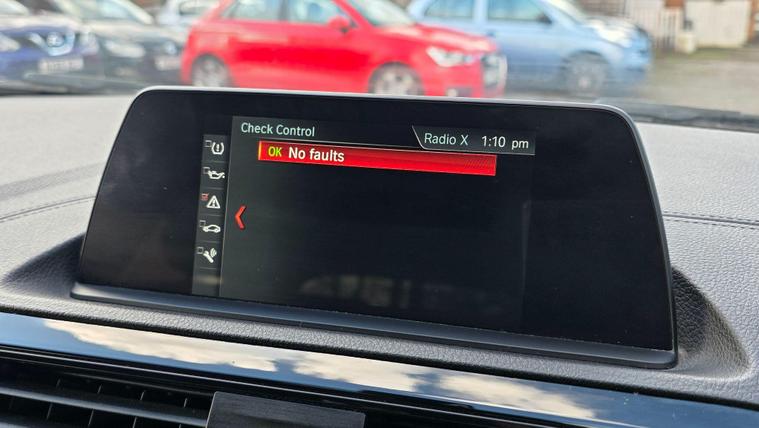 Check Control
Radio X 1:10 pm
OK No faults